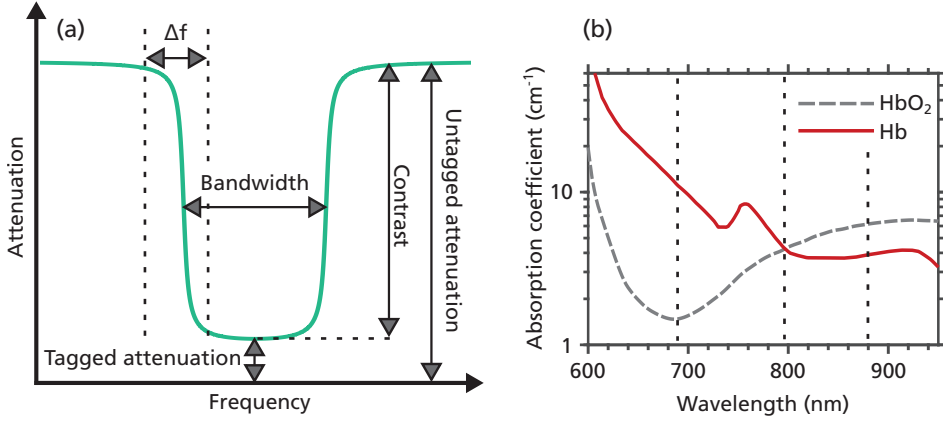 (a)
Δf
Attenuation
Bandwidth
Contrast
Untagged attenuation
Tagged attenuation
Frequency
(b)
Absorption coefficient (cm⁻¹)
HbO₂
Hb
10
1
600
700
800
900
Wavelength (nm)